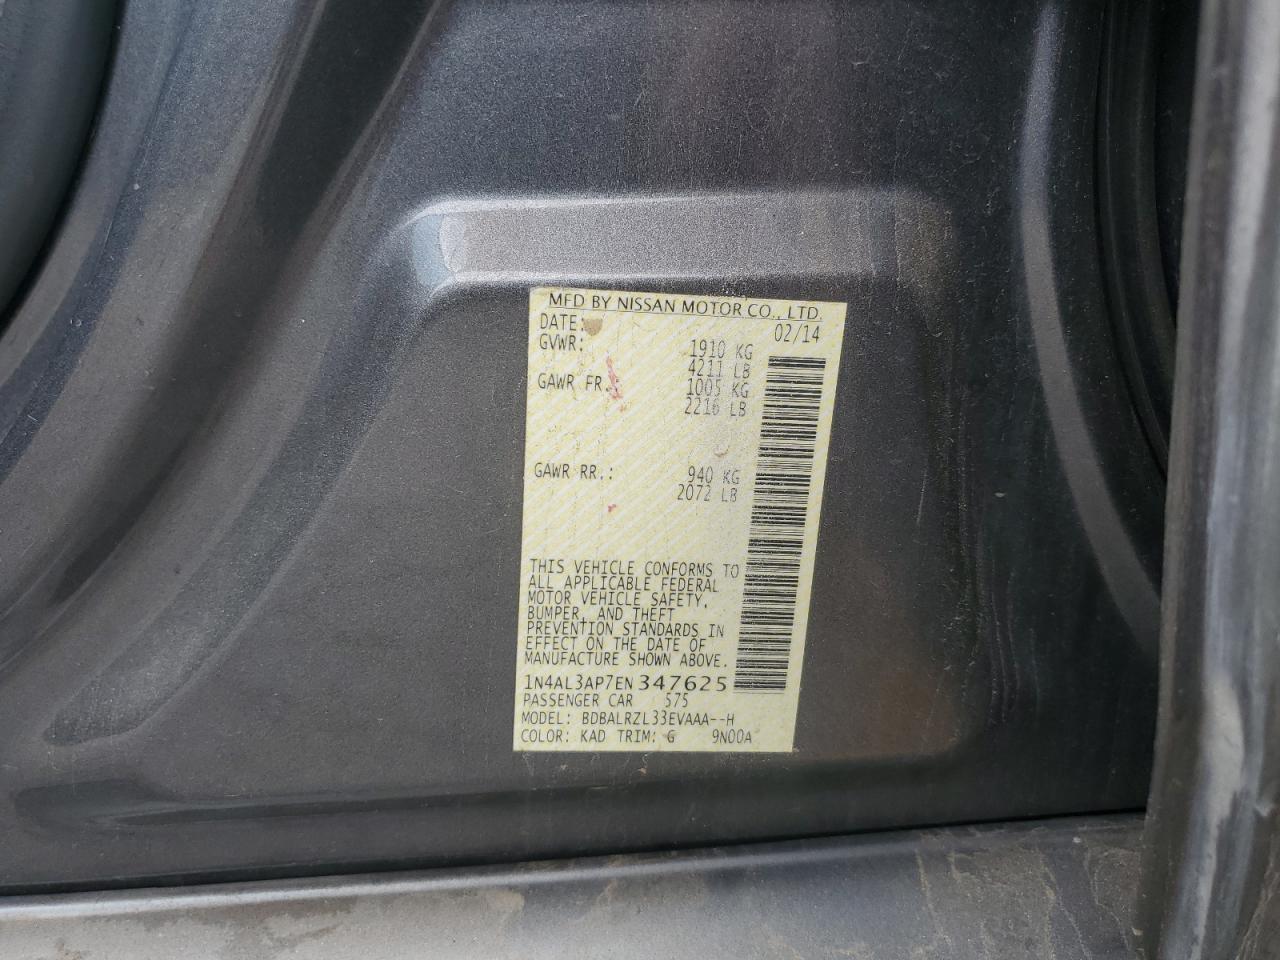 MFD BY NISSAN MOTOR CO., LTD.
DATE: 02/14
GVWR: 1910 KG
4211 LB
GAWR FR.: 1005 KG
2216 LB
GAWR RR.: 940 KG
2072 LB
THIS VEHICLE CONFORMS TO
ALL APPLICABLE FEDERAL
MOTOR VEHICLE SAFETY,
BUMPER, AND THEFT
PREVENTION STANDARDS IN
EFFECT ON THE DATE OF
MANUFACTURE SHOWN ABOVE.
1N4AL3AP7EN347625
PASSENGER CAR 575
MODEL: BDBALRZL33EVAAA--H
COLOR: KAD TRIM: G 9N00A